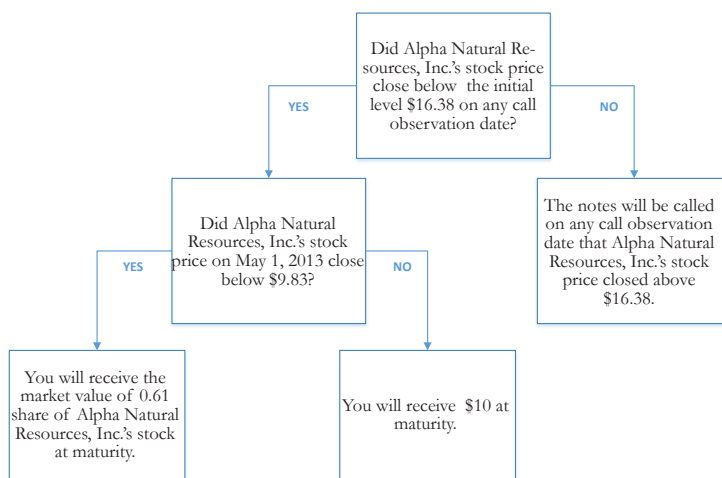 Did Alpha Natural Re-
sources, Inc.'s stock price
close below the initial
level $16.38 on any call
observation date?
YES
NO
Did Alpha Natural
Resources, Inc.'s stock
price on May 1, 2013 close
below $9.83?
The notes will be called
on any call observation
date that Alpha Natural
Resources, Inc.'s stock
price closed above
$16.38.
YES
NO
You will receive the
market value of 0.61
share of Alpha Natural
Resources, Inc.'s stock
at maturity.
You will receive $10 at
maturity.